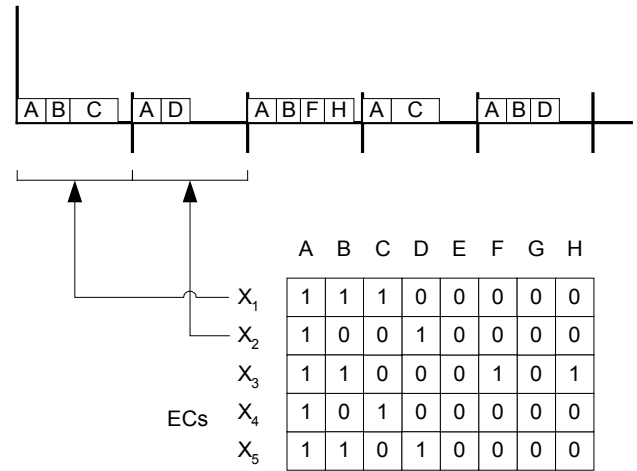 A B C A D A B F H A C A B D
A B C D E F G H
X1 1 1 1 0 0 0 0 0
X2 1 0 0 1 0 0 0 0
X3 1 1 0 0 0 1 0 1
ECs X4 1 0 1 0 0 0 0 0
X5 1 1 0 1 0 0 0 0